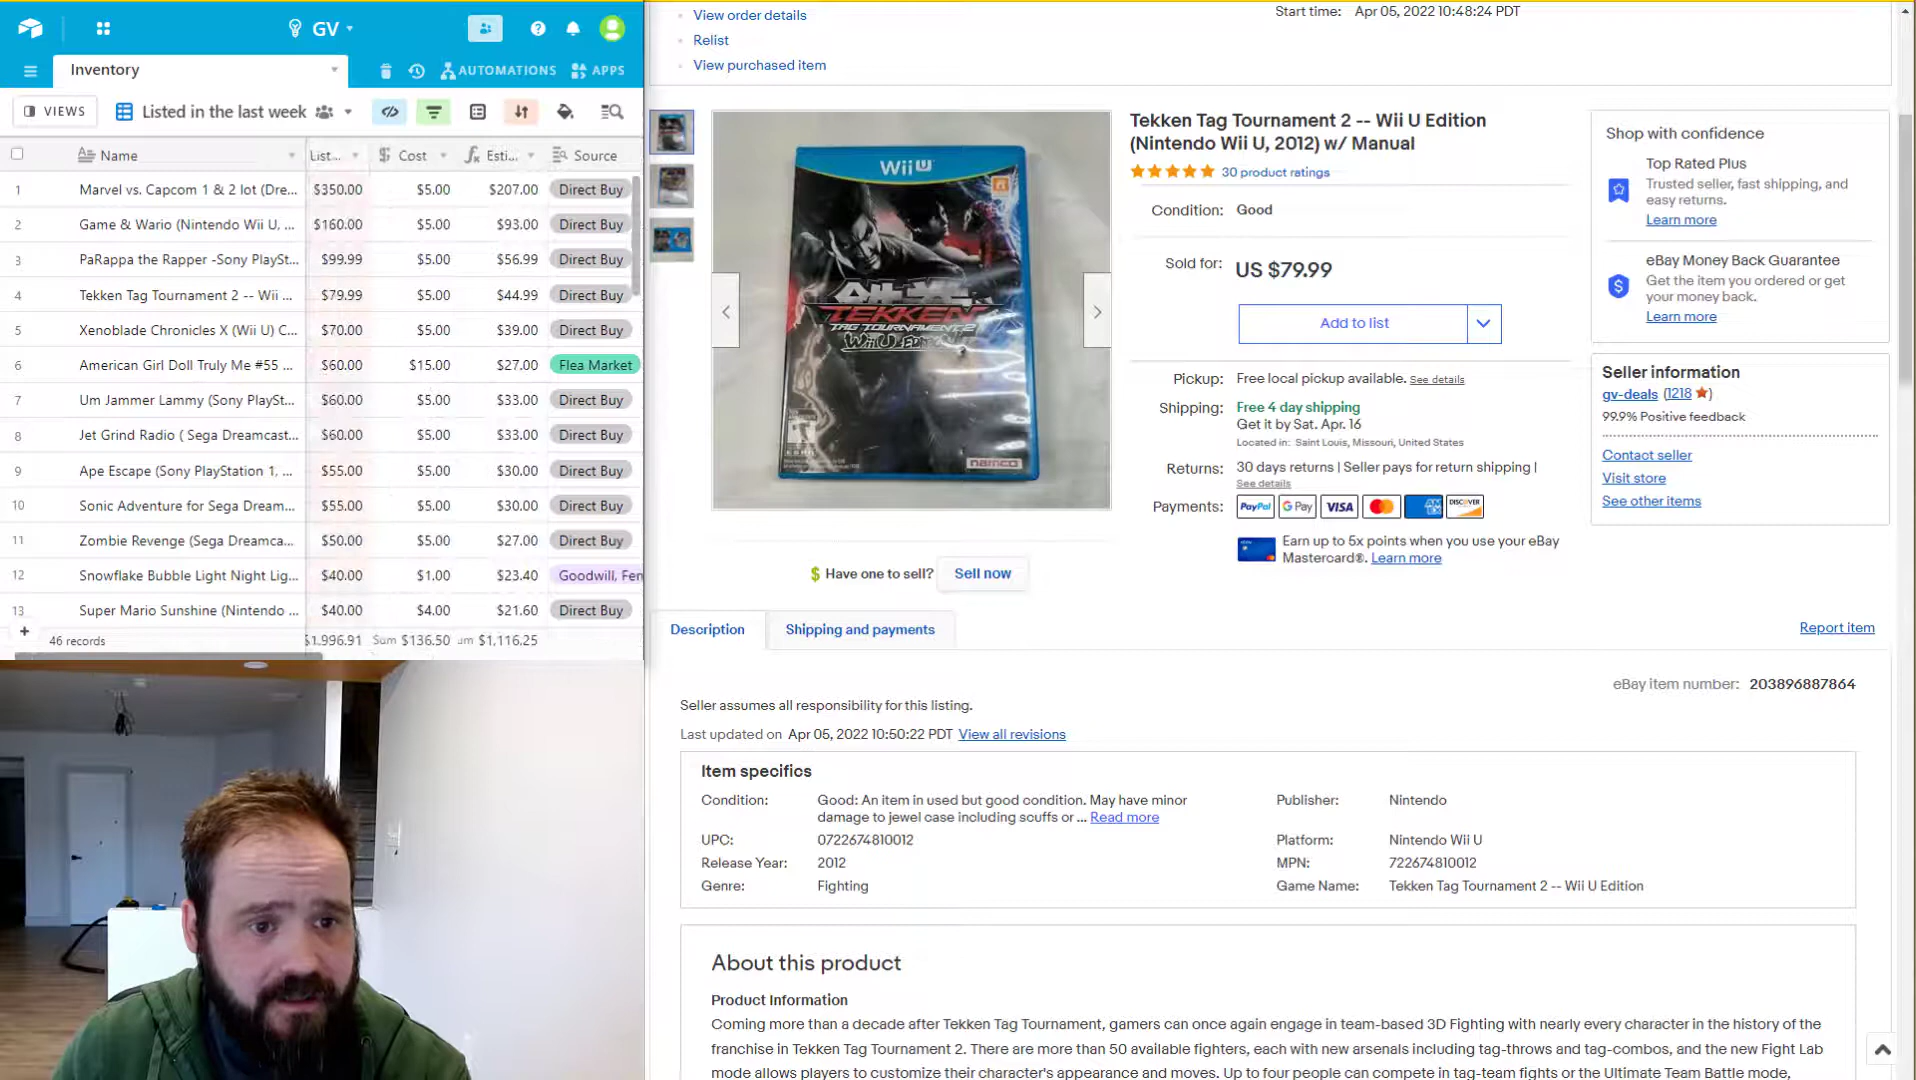 GV
Inventory
AUTOMATIONS
APPS
VIEWS
Listed in the last week
Name
List...
Cost
Esti...
Source
1 Marvel vs. Capcom 1 & 2 lot (Dre... $350.00 $5.00 $207.00 Direct Buy
2 Game & Wario (Nintendo Wii U, ... $160.00 $5.00 $93.00 Direct Buy
3 PaRappa the Rapper -Sony PlaySt... $99.99 $5.00 $56.99 Direct Buy
4 Tekken Tag Tournament 2 -- Wii ... $79.99 $5.00 $44.99 Direct Buy
5 Xenoblade Chronicles X (Wii U) C... $70.00 $5.00 $39.00 Direct Buy
6 American Girl Doll Truly Me #55 ... $60.00 $15.00 $27.00 Flea Market
7 Um Jammer Lammy (Sony PlaySt... $60.00 $5.00 $33.00 Direct Buy
8 Jet Grind Radio ( Sega Dreamcast... $60.00 $5.00 $33.00 Direct Buy
9 Ape Escape (Sony PlayStation 1, ... $55.00 $5.00 $30.00 Direct Buy
10 Sonic Adventure for Sega Dream... $55.00 $5.00 $30.00 Direct Buy
11 Zombie Revenge (Sega Dreamca... $50.00 $5.00 $27.00 Direct Buy
12 Snowflake Bubble Light Night Lig... $40.00 $1.00 $23.40 Goodwill, Fen
13 Super Mario Sunshine (Nintendo ... $40.00 $4.00 $21.60 Direct Buy
+ 46 records $1,996.91 Sum $136.50 um $1,116.25
View order details
Relist
View purchased item
Start time: Apr 05, 2022 10:48:24 PDT
Wii U
TEKKEN
TAG TOURNAMENT 2
Wii U EDITION
NAMCO
Have one to sell? Sell now
Tekken Tag Tournament 2 -- Wii U Edition
(Nintendo Wii U, 2012) w/ Manual
30 product ratings
Condition: Good
Sold for: US $79.99
Add to list
Pickup: Free local pickup available. See details
Shipping: Free 4 day shipping
Get it by Sat. Apr. 16
Located in: Saint Louis, Missouri, United States
Returns: 30 days returns | Seller pays for return shipping |
See details
Payments: PayPal G Pay VISA AM EX DISCOVER
Earn up to 5x points when you use your eBay
Mastercard®. Learn more
Shop with confidence
Top Rated Plus
Trusted seller, fast shipping, and
easy returns.
Learn more
eBay Money Back Guarantee
Get the item you ordered or get
your money back.
Learn more
Seller information
gv-deals (1218)
99.9% Positive feedback
Contact seller
Visit store
See other items
Description
Shipping and payments
Report item
eBay item number: 203896887864
Seller assumes all responsibility for this listing.
Last updated on Apr 05, 2022 10:50:22 PDT View all revisions
Item specifics
Condition: Good: An item in used but good condition. May have minor
damage to jewel case including scuffs or ... Read more
UPC: 0722674810012
Release Year: 2012
Genre: Fighting
Publisher: Nintendo
Platform: Nintendo Wii U
MPN: 722674810012
Game Name: Tekken Tag Tournament 2 -- Wii U Edition
About this product
Product Information
Coming more than a decade after Tekken Tag Tournament, gamers can once again engage in team-based 3D Fighting with nearly every character in the history of the
franchise in Tekken Tag Tournament 2. There are more than 50 available fighters, each with new arsenals including tag-throws and tag-combos, and the new Fight Lab
mode allows players to customize their character's appearance and moves. Up to four people can compete in tag-team fights or the Ultimate Team Battle mode,